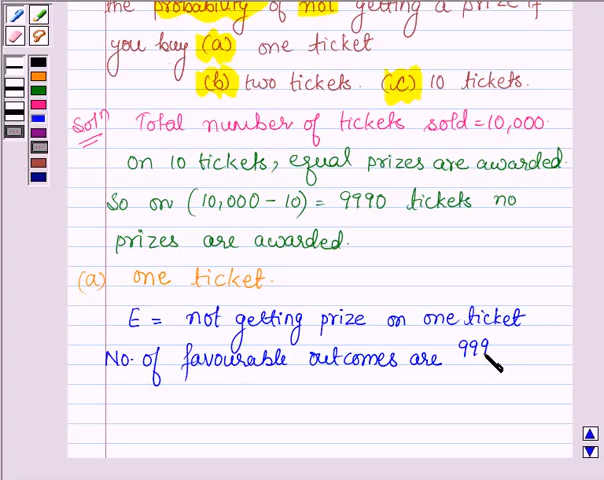 the probability of not getting a prize if
you buy (a) one ticket
(b) two tickets. (c) 10 tickets.
Solⁿ Total number of tickets sold = 10,000.
on 10 tickets, equal prizes are awarded.
So on (10,000 - 10) = 9990 tickets no
prizes are awarded.
(a) one ticket.
E = not getting prize on one ticket
No. of favourable outcomes are 999